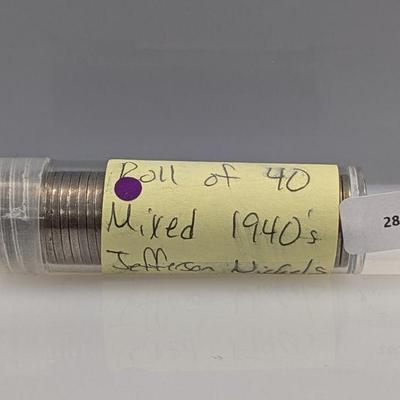 Roll of 40
Mixed 1940's
Jefferson Nickels
28